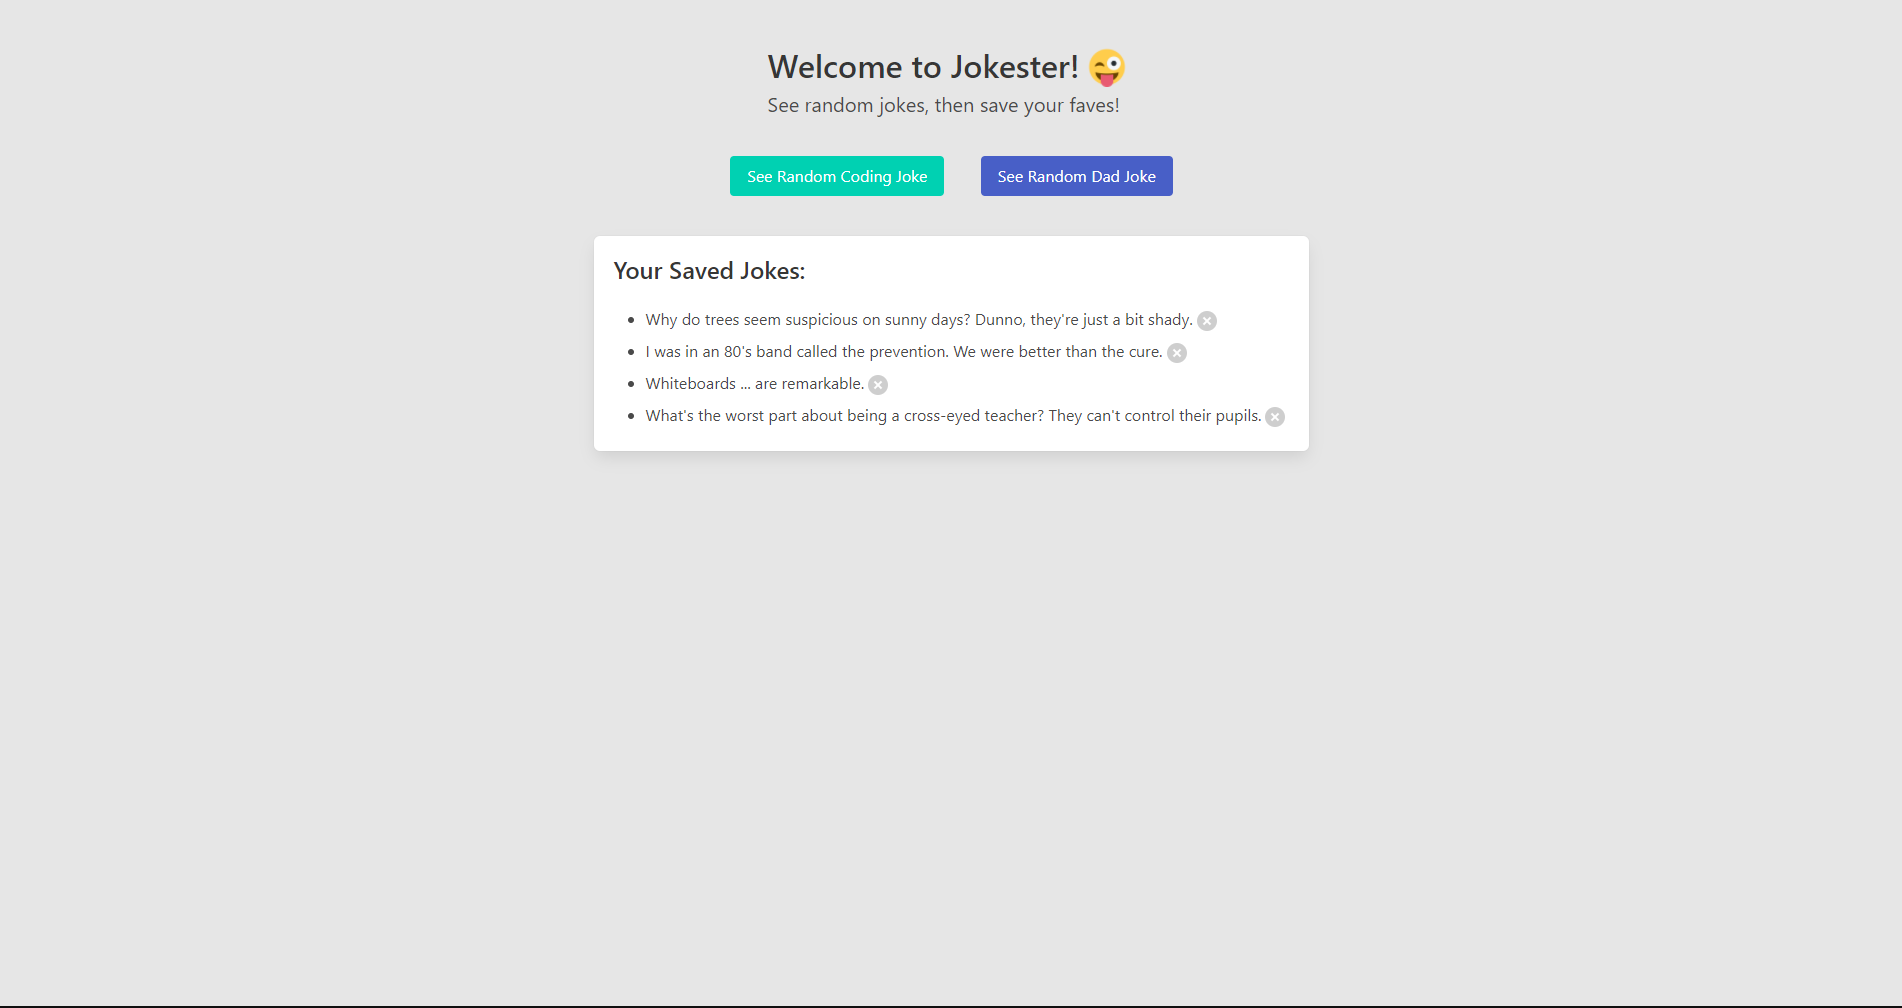 Welcome to Jokester! 😜
See random jokes, then save your faves!
See Random Coding Joke
See Random Dad Joke
Your Saved Jokes:
Why do trees seem suspicious on sunny days? Dunno, they're just a bit shady.
I was in an 80's band called the prevention. We were better than the cure.
Whiteboards ... are remarkable.
What's the worst part about being a cross-eyed teacher? They can't control their pupils.